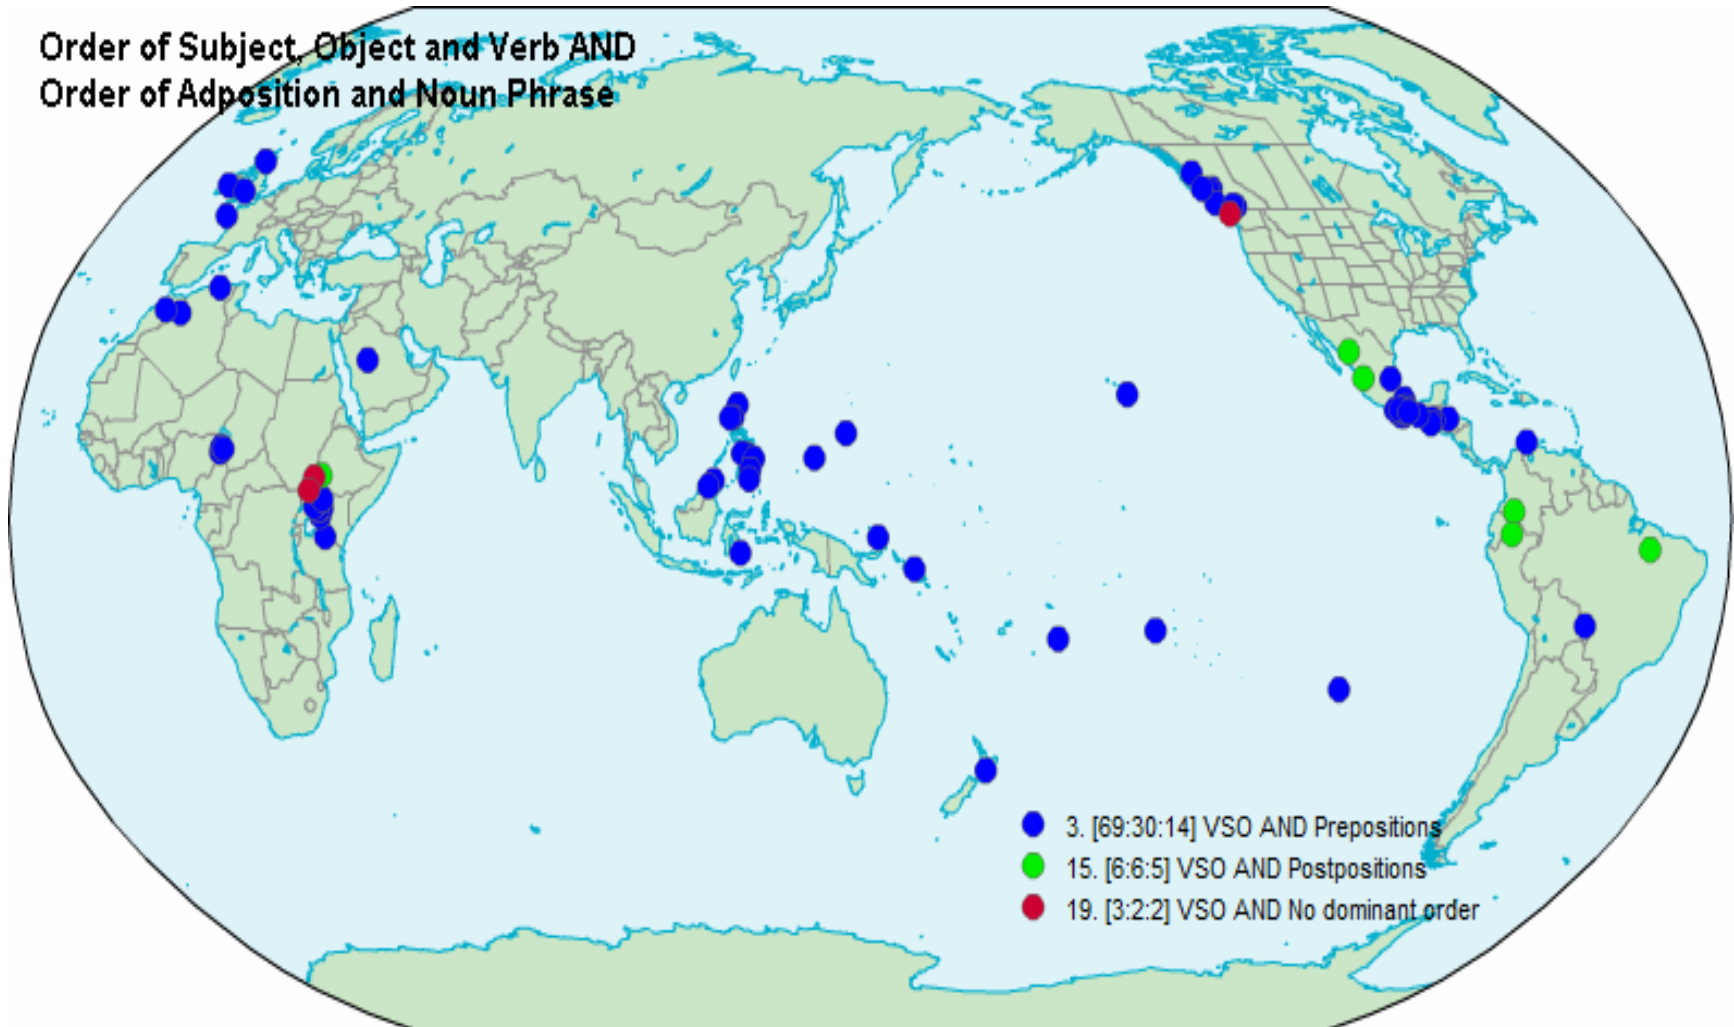 Order of Subject, Object and Verb AND
Order of Adposition and Noun Phrase
3. [69:30:14] VSO AND Prepositions
15. [6:6:5] VSO AND Postpositions
19. [3:2:2] VSO AND No dominant order